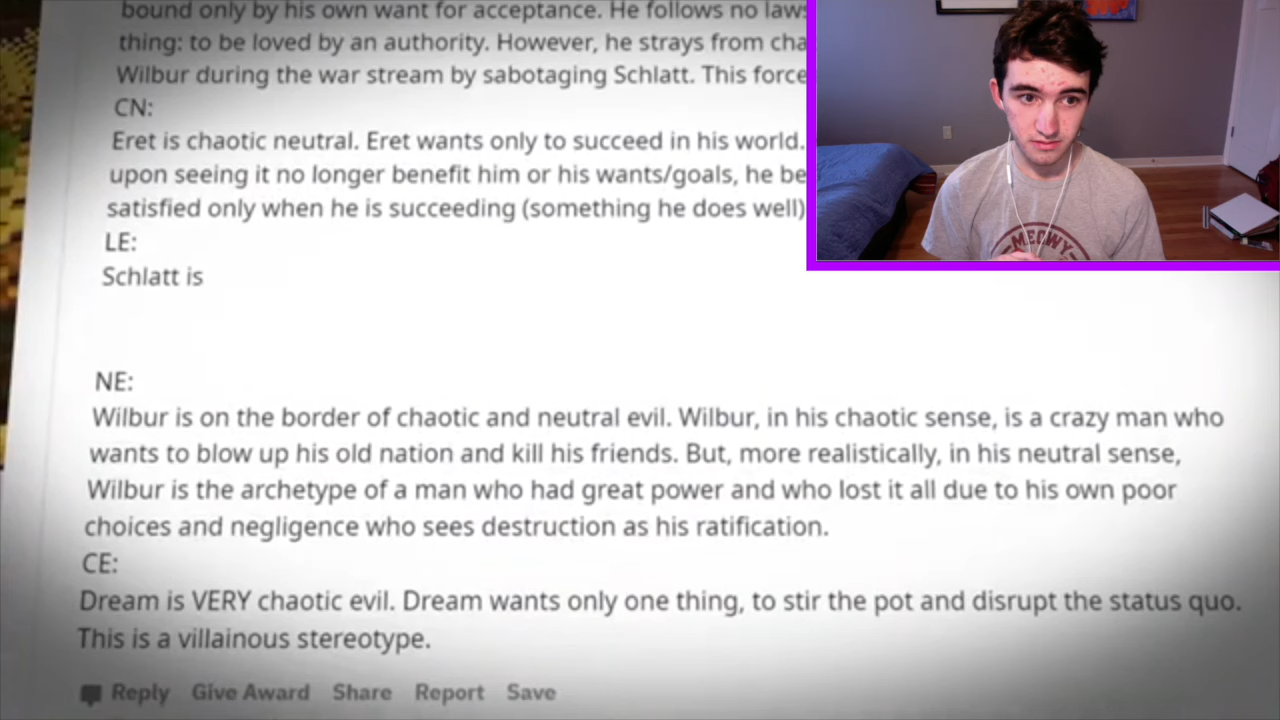 bound only by his own want for acceptance. He follows no law
thing: to be loved by an authority. However, he strays from cha
Wilbur during the war stream by sabotaging Schlatt. This force
CN:
Eret is chaotic neutral. Eret wants only to succeed in his world.
upon seeing it no longer benefit him or his wants/goals, he be
satisfied only when he is succeeding (something he does well)
LE:
Schlatt is
NE:
Wilbur is on the border of chaotic and neutral evil. Wilbur, in his chaotic sense, is a crazy man who
wants to blow up his old nation and kill his friends. But, more realistically, in his neutral sense,
Wilbur is the archetype of a man who had great power and who lost it all due to his own poor
choices and negligence who sees destruction as his ratification.
CE:
Dream is VERY chaotic evil. Dream wants only one thing, to stir the pot and disrupt the status quo.
This is a villainous stereotype.
Reply Give Award Share Report Save
MEOWY